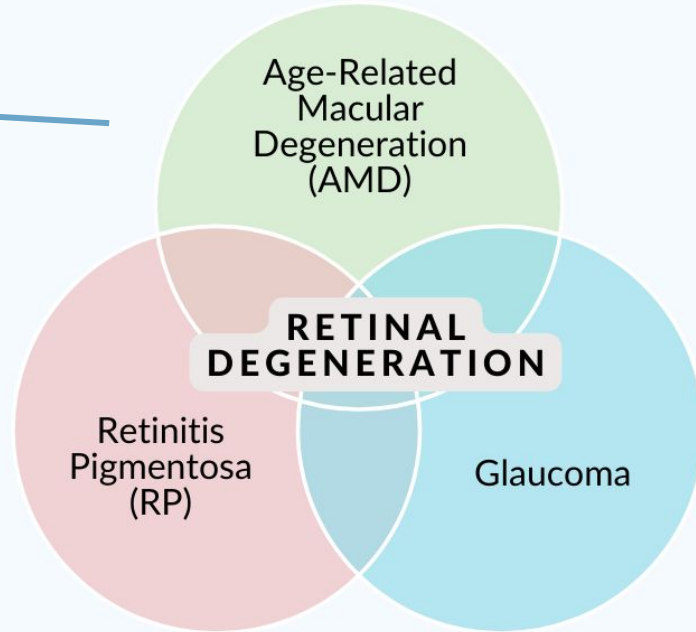 Age-Related
Macular
Degeneration
(AMD)
RETINAL
DEGENERATION
Retinitis
Pigmentosa
(RP)
Glaucoma